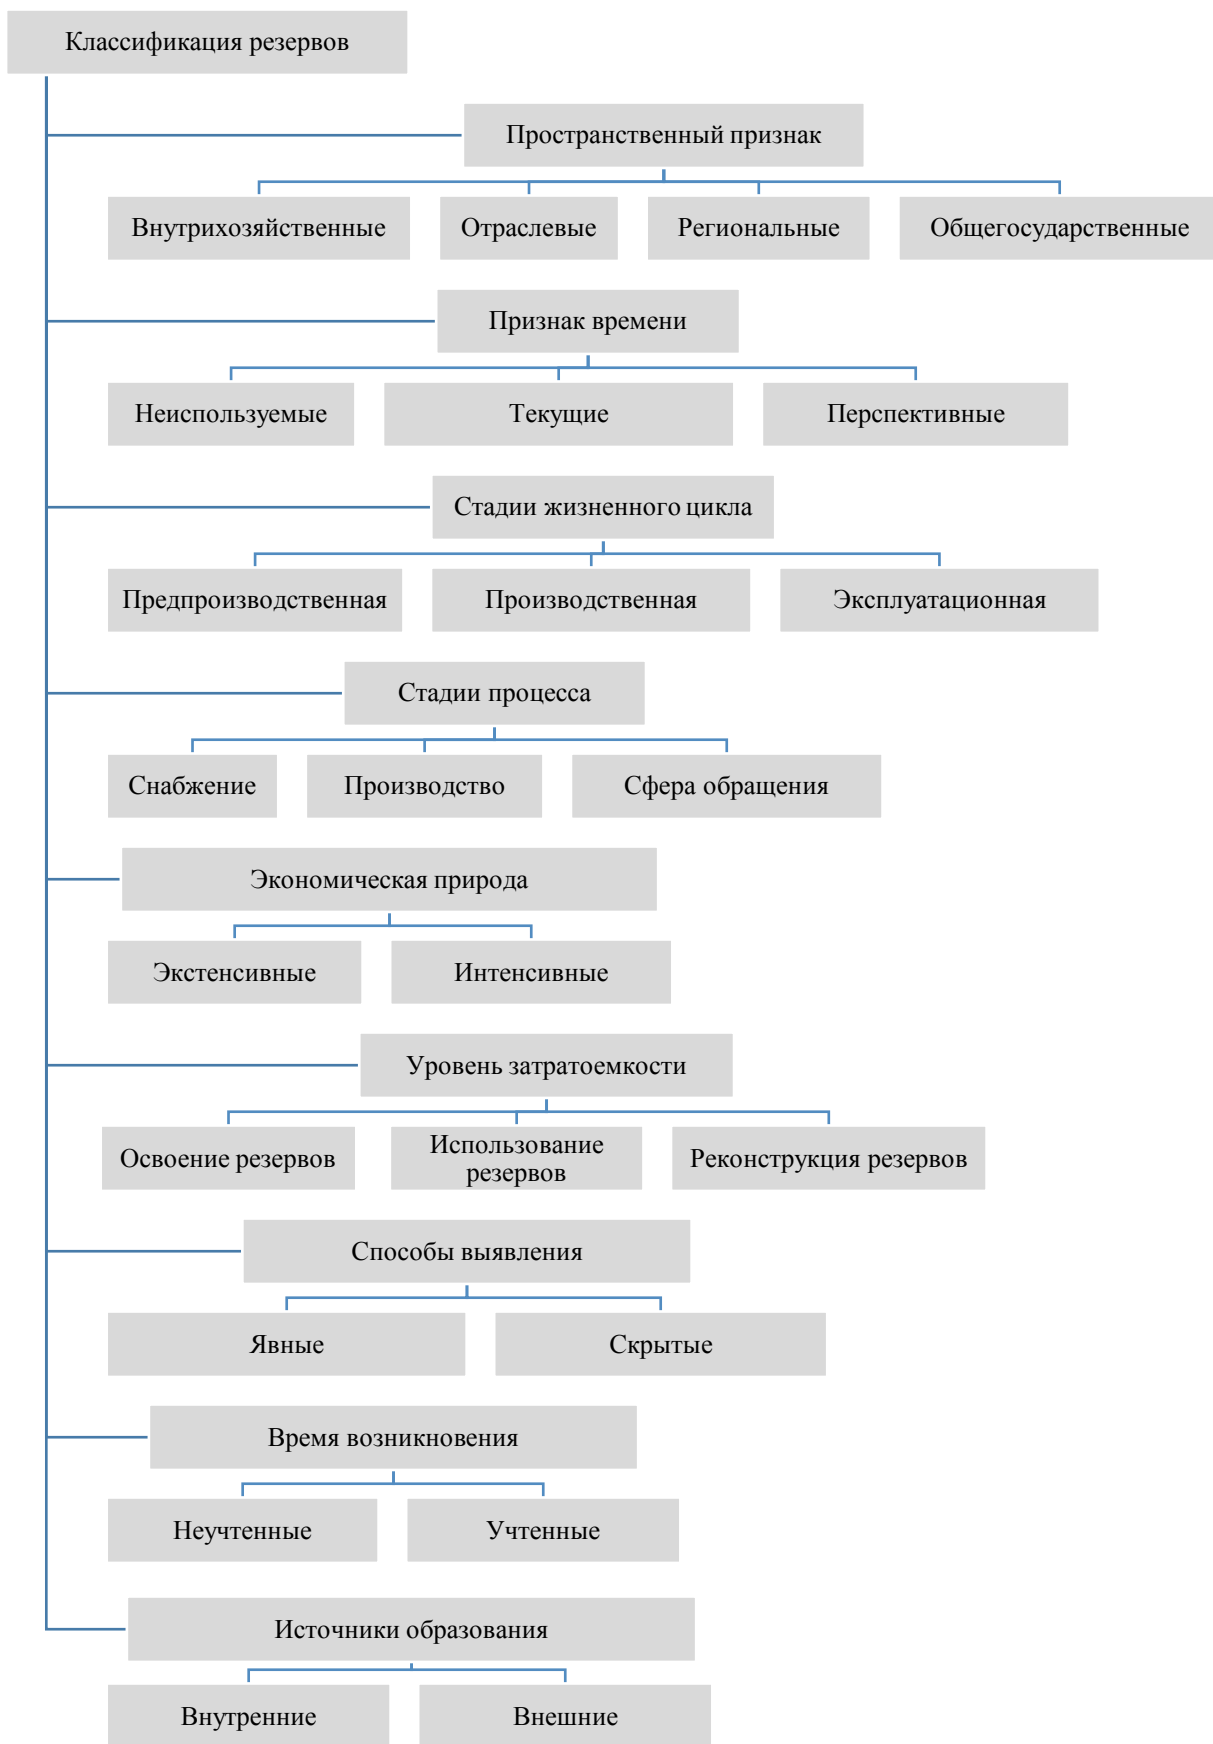 Классификация резервов
Пространственный признак
Внутрихозяйственные
Отраслевые
Региональные
Общегосударственные
Признак времени
Неиспользуемые
Текущие
Перспективные
Стадии жизненного цикла
Предпроизводственная
Производственная
Эксплуатационная
Стадии процесса
Снабжение
Производство
Сфера обращения
Экономическая природа
Экстенсивные
Интенсивные
Уровень затратоемкости
Освоение резервов
Использование
резервов
Реконструкция резервов
Способы выявления
Явные
Скрытые
Время возникновения
Неучтенные
Учтенные
Источники образования
Внутренние
Внешние